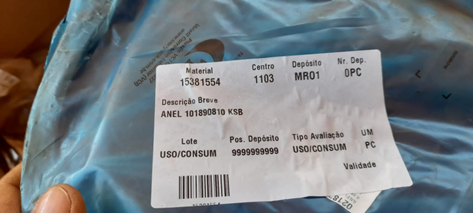 Material Centro Depósito Nr. Dep.
15381554 1103 MRO1 0PC
Descrição Breve
ANEL 101890810 KSB
Lote Pos. Depósito Tipo Avaliação UM
USO/CONSUM 9999999999 USO/CONSUM PC
Validade